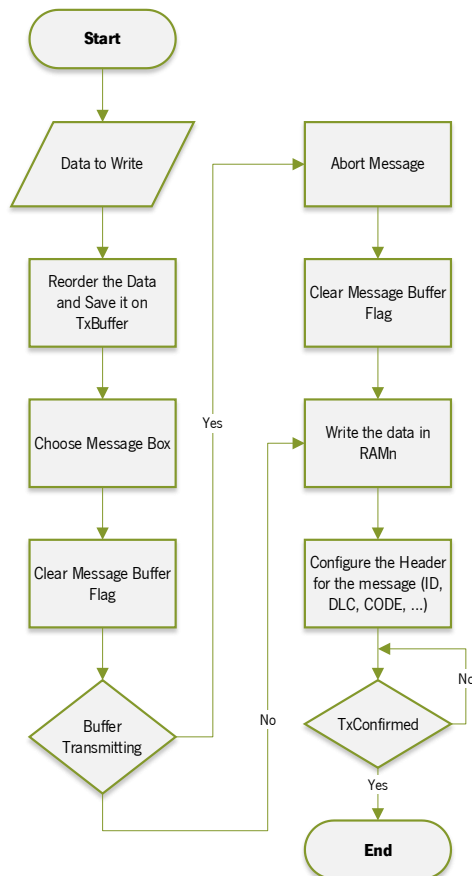 Start
Data to Write
Reorder the Data
and Save it on
TxBuffer
Choose Message Box
Clear Message Buffer
Flag
Buffer
Transmitting
Yes
No
Abort Message
Clear Message Buffer
Flag
Write the data in
RAMn
Configure the Header
for the message (ID,
DLC, CODE, ...)
TxConfirmed
No
Yes
End